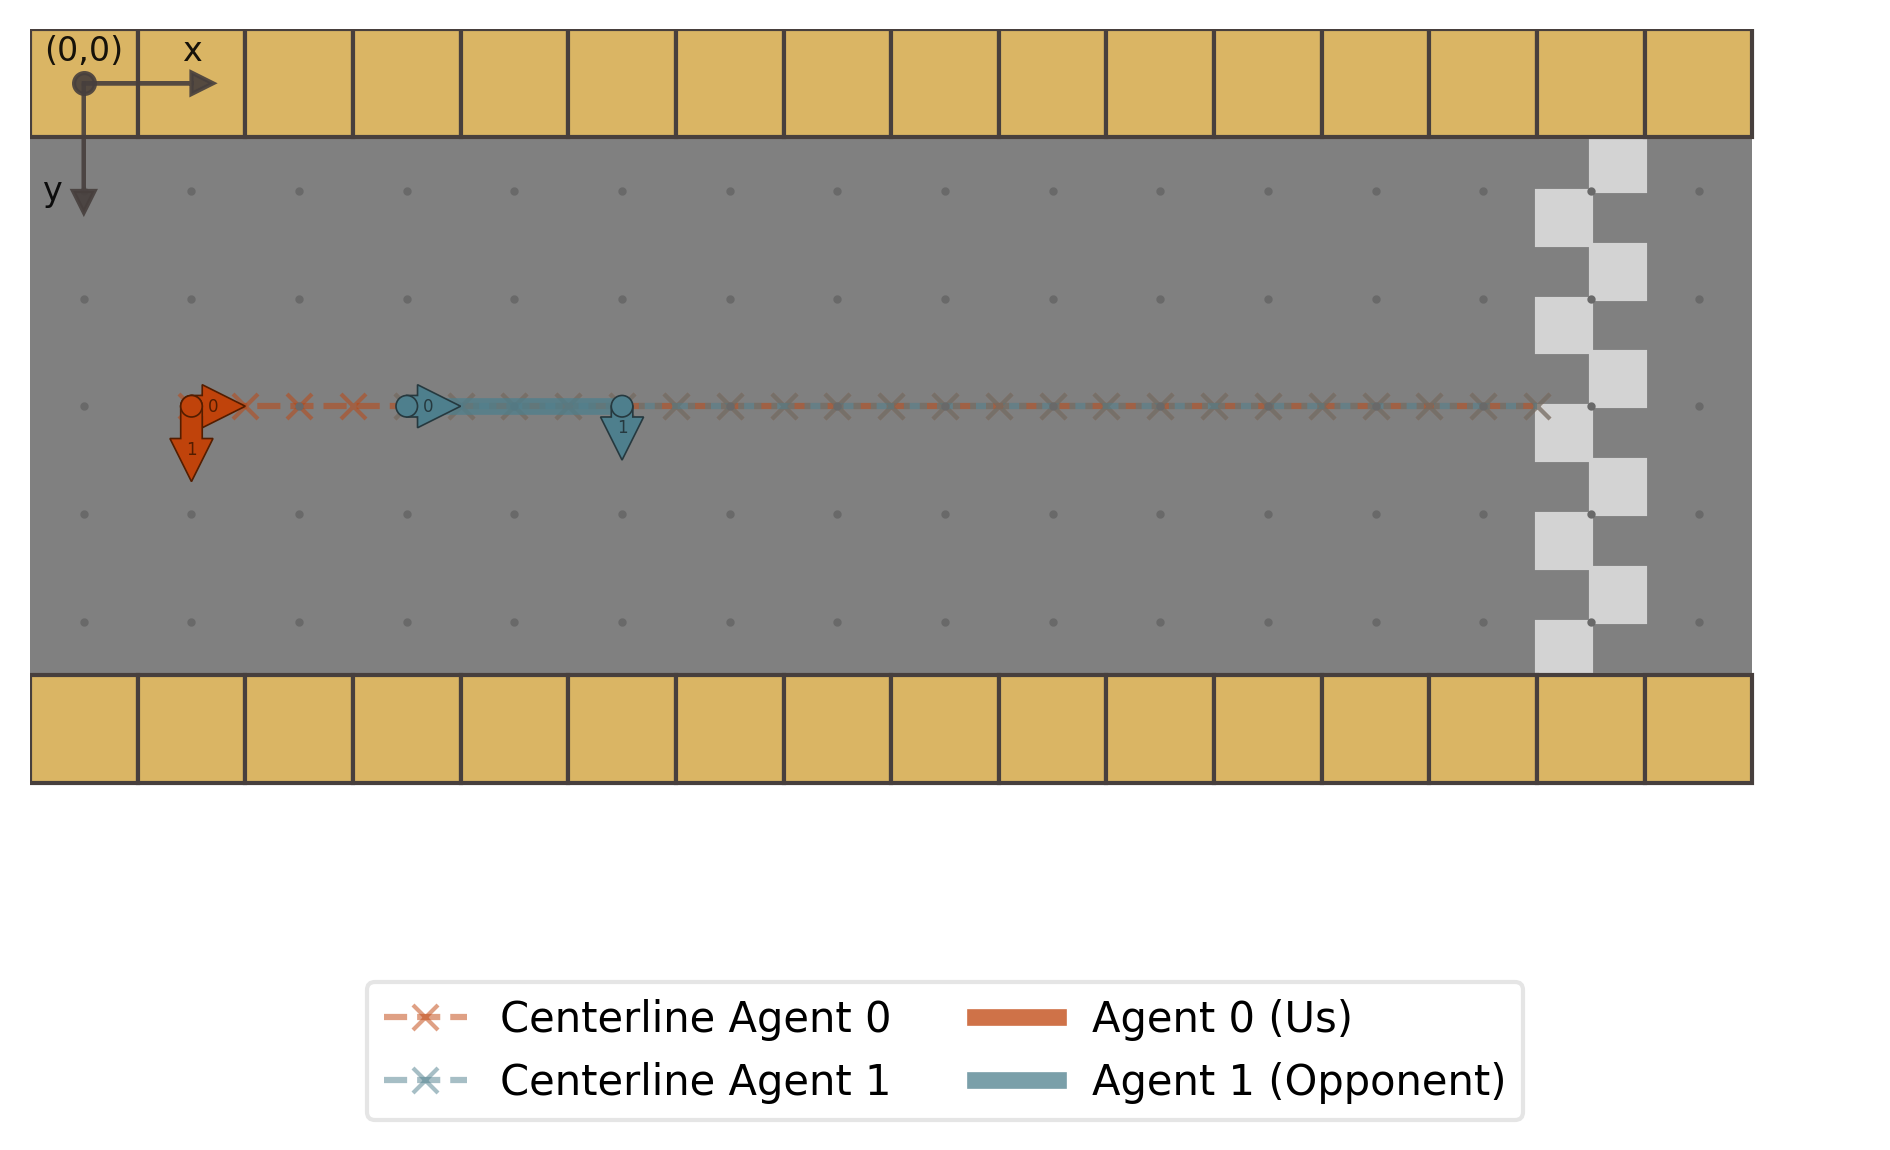 (0,0) x
y
0 0
1 1
Centerline Agent 0 Agent 0 (Us)
Centerline Agent 1 Agent 1 (Opponent)